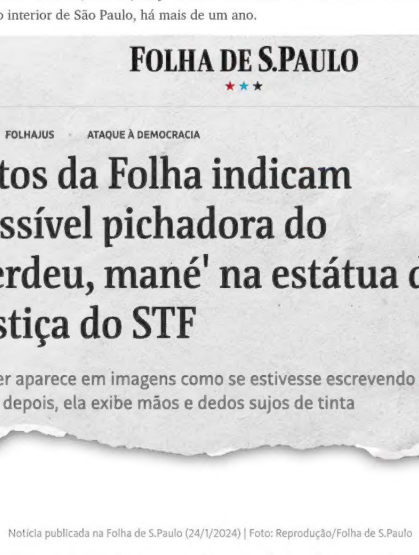 o interior de São Paulo, há mais de um ano.
FOLHA DE S.PAULO
FOLHAJUS ATAQUE À DEMOCRACIA
tos da Folha indicam
ssível pichadora do
erdeu, mané' na estátua d
stiça do STF
er aparece em imagens como se estivesse escrevendo
depois, ela exibe mãos e dedos sujos de tinta
Notícia publicada na Folha de S.Paulo (24/1/2024) | Foto: Reprodução/Folha de S.Paulo